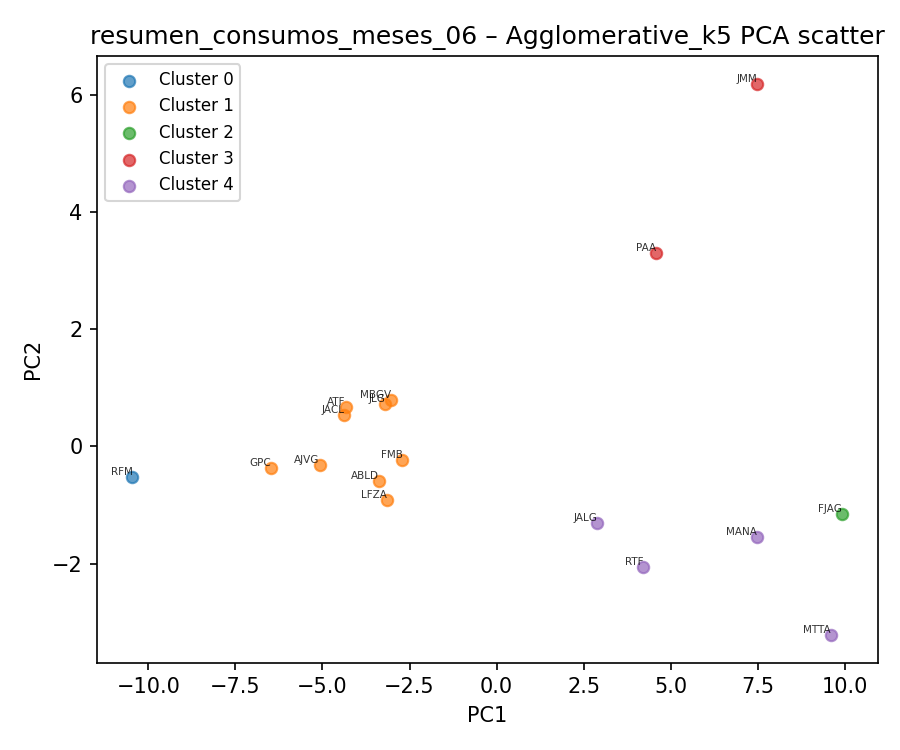 resumen_consumos_meses_06 – Agglomerative_k5 PCA scatter
Cluster 0
Cluster 1
Cluster 2
Cluster 3
Cluster 4
6
4
2
0
−2
PC2
JMM
PAA
MBGV
JLG
ATF
JACL
FMB
AJVG
GPC
RFM
ABLD
LFZA
JALG
FJAG
MANA
RTF
MTTA
−10.0 −7.5 −5.0 −2.5 0.0 2.5 5.0 7.5 10.0
PC1